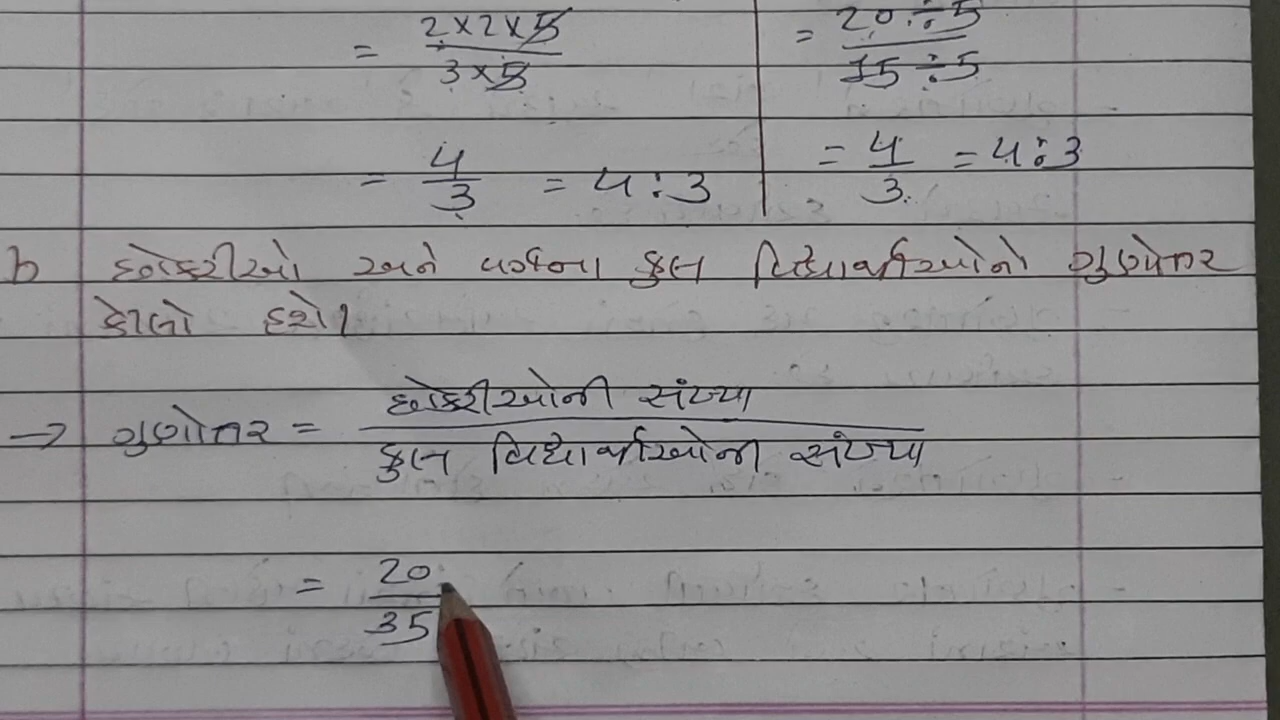 = 2×2×5 / 3×5
= 20÷5 / 15÷5
= 4/3 = 4:3
= 4/3 = 4:3
b છોકરીઓ અને વર્ગના કુલ વિદ્યાર્થીઓનો ગુણોત્તર
કેટલો હશે?
→ ગુણોત્તર = છોકરીઓની સંખ્યા / કુલ વિદ્યાર્થીઓની સંખ્યા
= 20/35